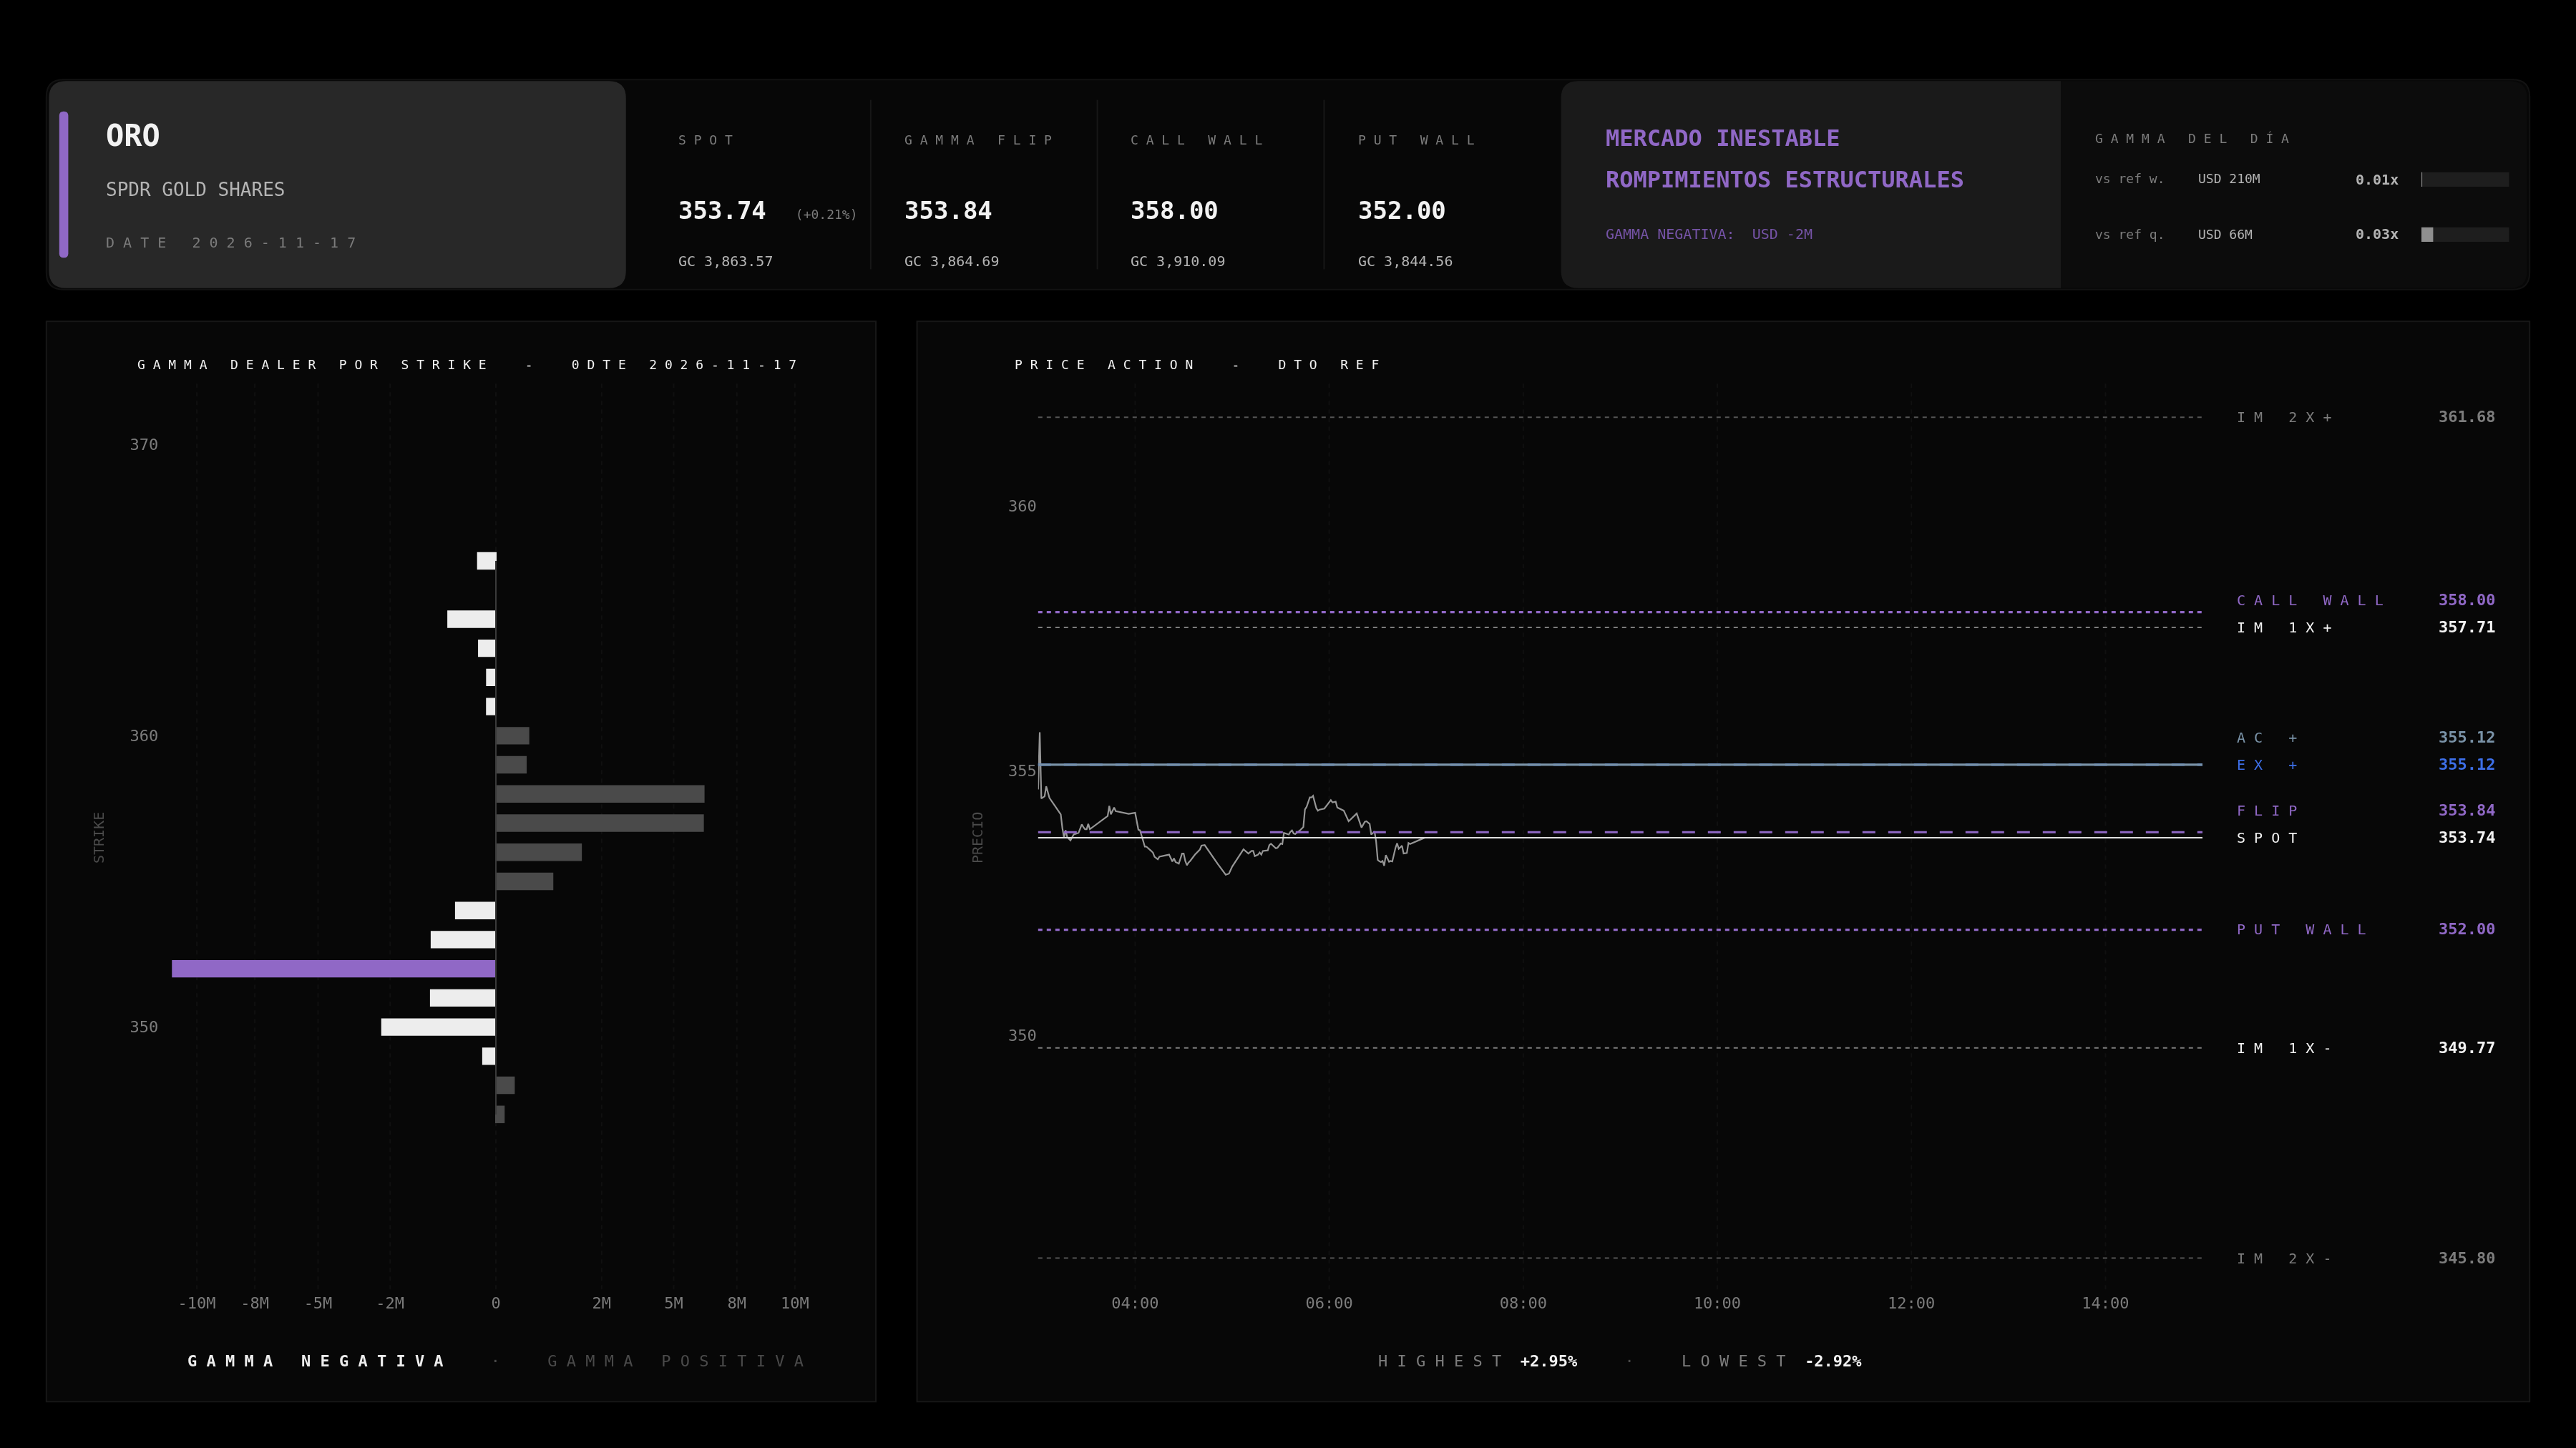 ORO
SPDR GOLD SHARES
DATE 2026-11-17
SPOT
353.74 (+0.21%)
GC 3,863.57
GAMMA FLIP
353.84
GC 3,864.69
CALL WALL
358.00
GC 3,910.09
PUT WALL
352.00
GC 3,844.56
MERCADO INESTABLE
ROMPIMIENTOS ESTRUCTURALES
GAMMA NEGATIVA: USD -2M
GAMMA DEL DÍA
vs ref w. USD 210M 0.01x
vs ref q. USD 66M 0.03x
GAMMA DEALER POR STRIKE - 0DTE 2026-11-17
370
360
350
STRIKE
-10M -8M -5M -2M 0 2M 5M 8M 10M
GAMMA NEGATIVA · GAMMA POSITIVA
PRICE ACTION - DTO REF
360
355
350
PRECIO
IM 2X+ 361.68
CALL WALL 358.00
IM 1X+ 357.71
AC + 355.12
EX + 355.12
FLIP 353.84
SPOT 353.74
PUT WALL 352.00
IM 1X- 349.77
IM 2X- 345.80
04:00 06:00 08:00 10:00 12:00 14:00
HIGHEST +2.95% · LOWEST -2.92%